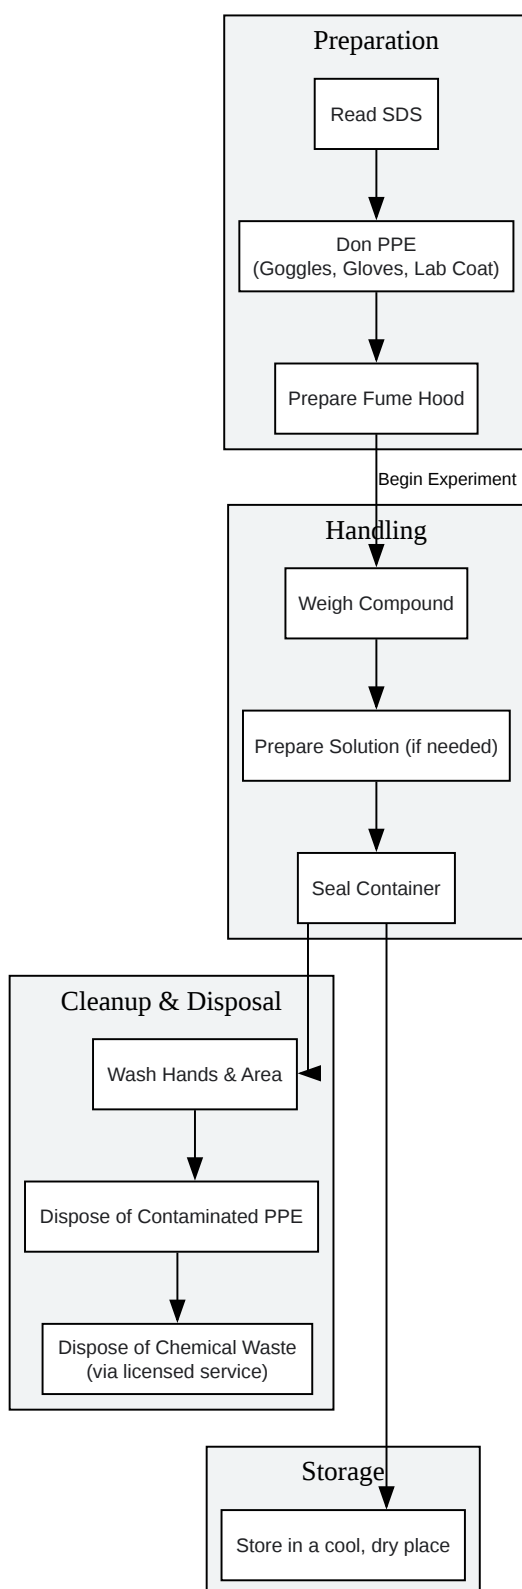 Preparation
Read SDS
Don PPE
(Goggles, Gloves, Lab Coat)
Prepare Fume Hood
Begin Experiment
Handling
Weigh Compound
Prepare Solution (if needed)
Seal Container
Cleanup & Disposal
Wash Hands & Area
Dispose of Contaminated PPE
Dispose of Chemical Waste
(via licensed service)
Storage
Store in a cool, dry place